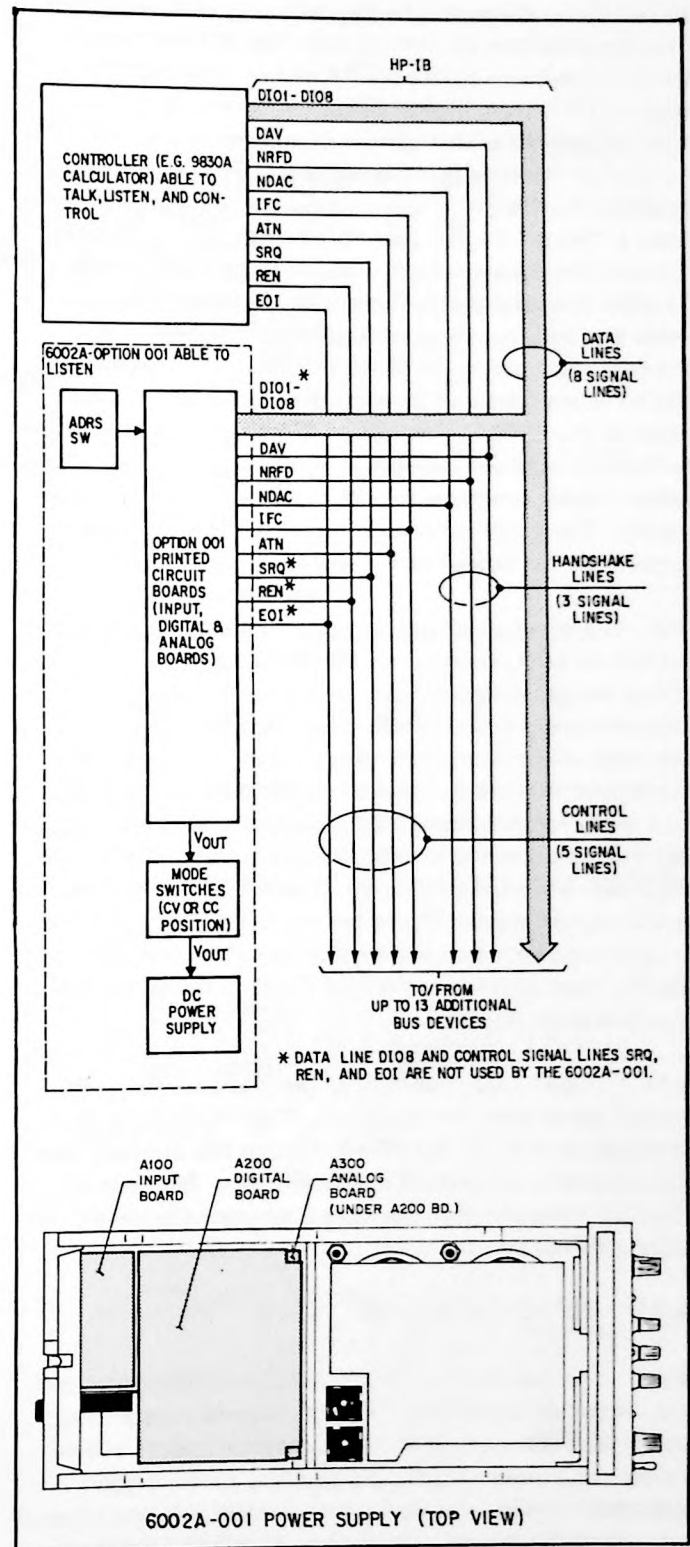 HP-IB
DIO1-DIO8
DAV
NRFD
NDAC
IFC
ATN
SRQ
REN
EOI
CONTROLLER (E.G. 9830A
CALCULATOR) ABLE TO
TALK, LISTEN, AND CON-
TROL
DATA
LINES
(8 SIGNAL
LINES)
6002A-OPTION 001 ABLE TO
LISTEN
ADRS
SW
DIO1-*
DIO8
DAV
NRFD
NDAC
IFC
ATN
SRQ*
REN*
EOI*
OPTION 001
PRINTED
CIRCUIT
BOARDS
(INPUT,
DIGITAL &
ANALOG
BOARDS)
HANDSHAKE
LINES
(3 SIGNAL
LINES)
CONTROL
LINES
(5 SIGNAL
LINES)
VOUT
MODE
SWITCHES
(CV OR CC
POSITION)
VOUT
DC
POWER
SUPPLY
TO/FROM
UP TO 13 ADDITIONAL
BUS DEVICES
* DATA LINE DIO8 AND CONTROL SIGNAL LINES SRQ,
REN, AND EOI ARE NOT USED BY THE 6002A-001.
A100
INPUT
BOARD
A200
DIGITAL
BOARD
A300
ANALOG
BOARD
(UNDER A200 BD.)
6002A-001 POWER SUPPLY (TOP VIEW)